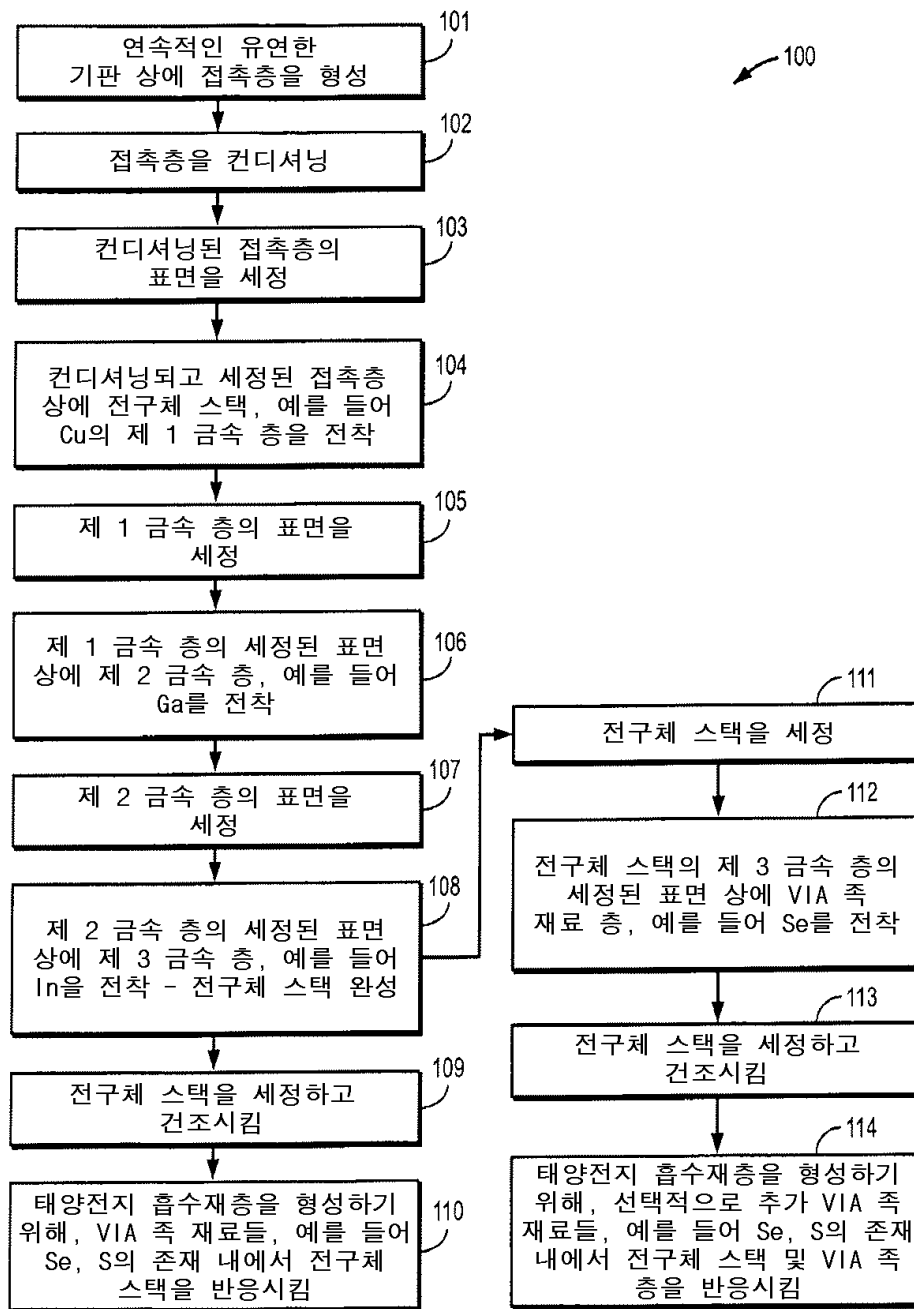 101
연속적인 유연한
기판 상에 접촉층을 형성
100
102
접촉층을 컨디셔닝
103
컨디셔닝된 접촉층의
표면을 세정
104
컨디셔닝되고 세정된 접촉층
상에 전구체 스택, 예를 들어
Cu의 제 1 금속 층을 전착
105
제 1 금속 층의 표면을
세정
106
제 1 금속 층의 세정된 표면
상에 제 2 금속 층, 예를 들어
Ga를 전착
107
제 2 금속 층의 표면을
세정
108
제 2 금속 층의 세정된 표면
상에 제 3 금속 층, 예를 들어
In을 전착 - 전구체 스택 완성
109
전구체 스택을 세정하고
건조시킴
110
태양전지 흡수재층을 형성하기
위해, VIA 족 재료들, 예를 들어
Se, S의 존재 내에서 전구체
스택을 반응시킴
111
전구체 스택을 세정
112
전구체 스택의 제 3 금속 층의
세정된 표면 상에 VIA 족
재료 층, 예를 들어 Se를 전착
113
전구체 스택을 세정하고
건조시킴
114
태양전지 흡수재층을 형성하기
위해, 선택적으로 추가 VIA 족
재료들, 예를 들어 Se, S의 존재
내에서 전구체 스택 및 VIA 족
층을 반응시킴